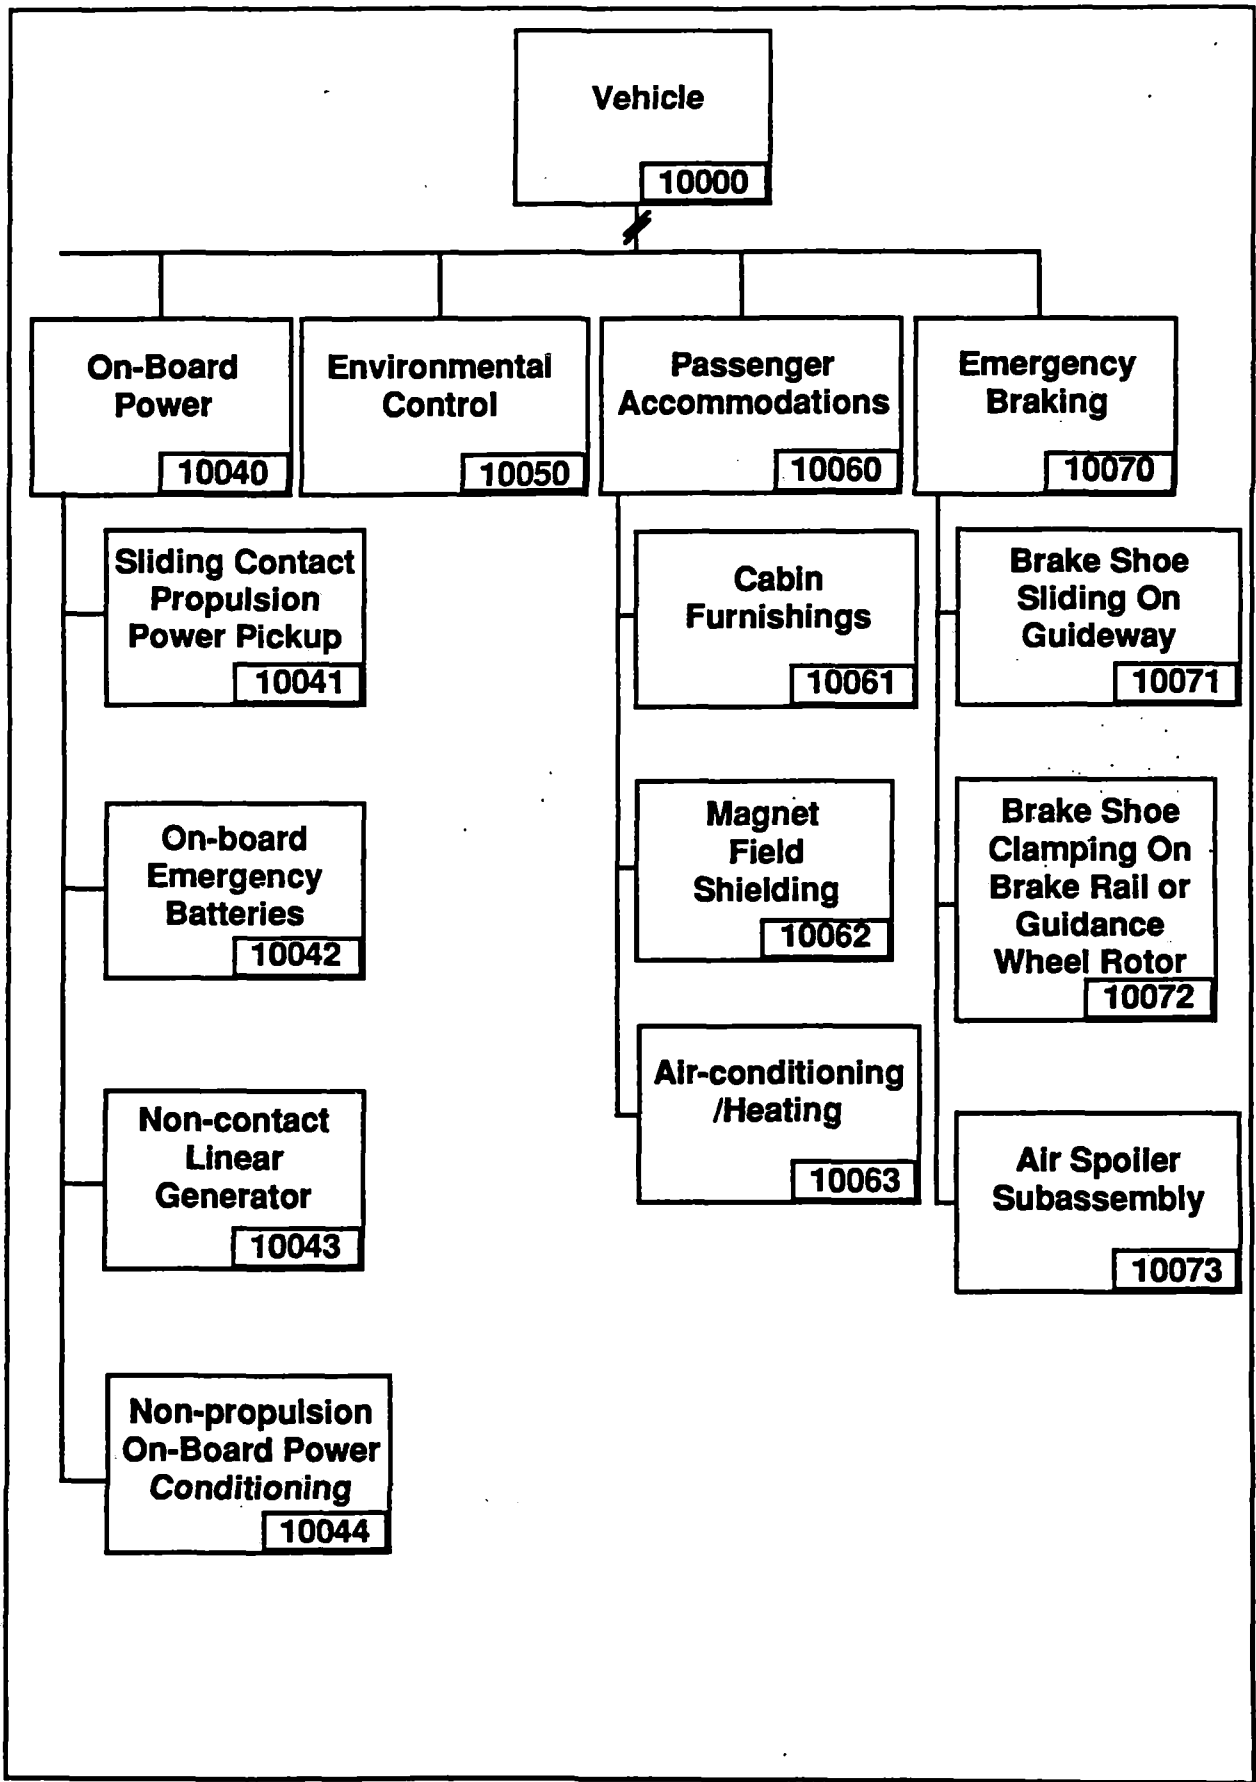 Vehicle
10000
On-Board
Power
10040
Environmental
Control
10050
Passenger
Accommodations
10060
Emergency
Braking
10070
Sliding Contact
Propulsion
Power Pickup
10041
On-board
Emergency
Batteries
10042
Non-contact
Linear
Generator
10043
Non-propulsion
On-Board Power
Conditioning
10044
Cabin
Furnishings
10061
Magnet
Field
Shielding
10062
Air-conditioning
/Heating
10063
Brake Shoe
Sliding On
Guideway
10071
Brake Shoe
Clamping On
Brake Rail or
Guidance
Wheel Rotor
10072
Air Spoiler
Subassembly
10073